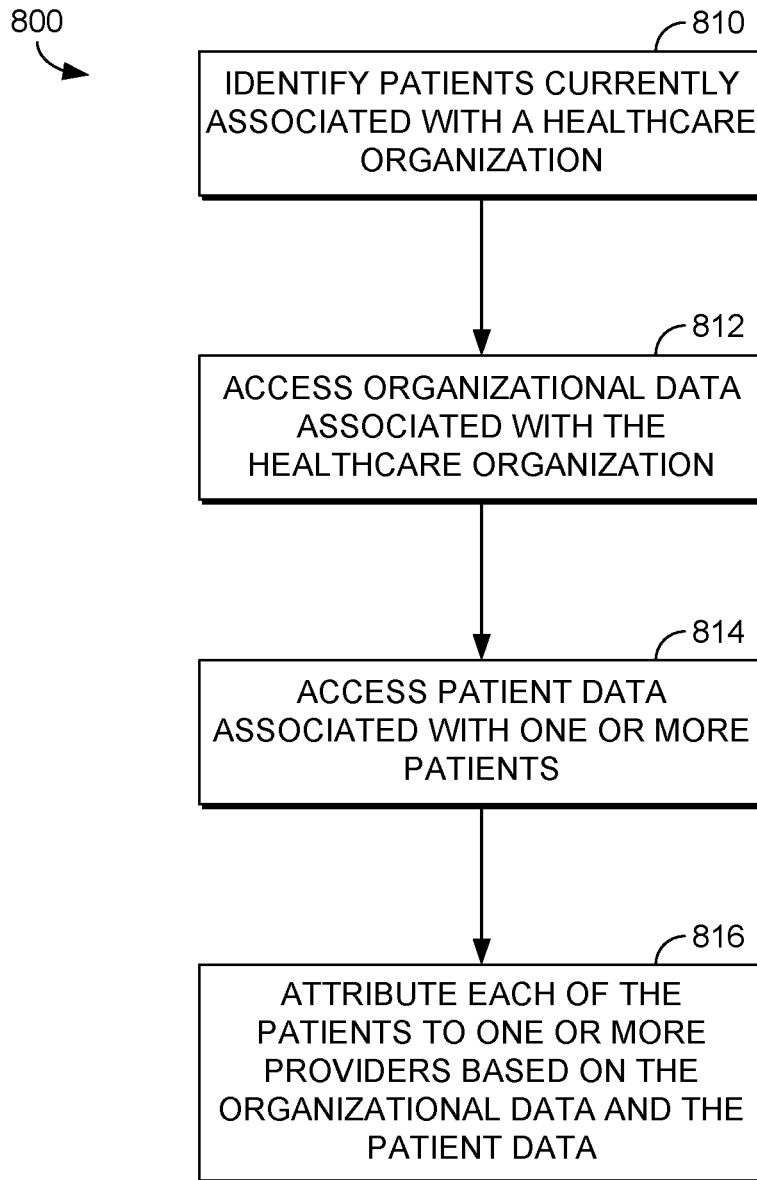 800
810
IDENTIFY PATIENTS CURRENTLY
ASSOCIATED WITH A HEALTHCARE
ORGANIZATION
812
ACCESS ORGANIZATIONAL DATA
ASSOCIATED WITH THE
HEALTHCARE ORGANIZATION
814
ACCESS PATIENT DATA
ASSOCIATED WITH ONE OR MORE
PATIENTS
816
ATTRIBUTE EACH OF THE
PATIENTS TO ONE OR MORE
PROVIDERS BASED ON THE
ORGANIZATIONAL DATA AND THE
PATIENT DATA